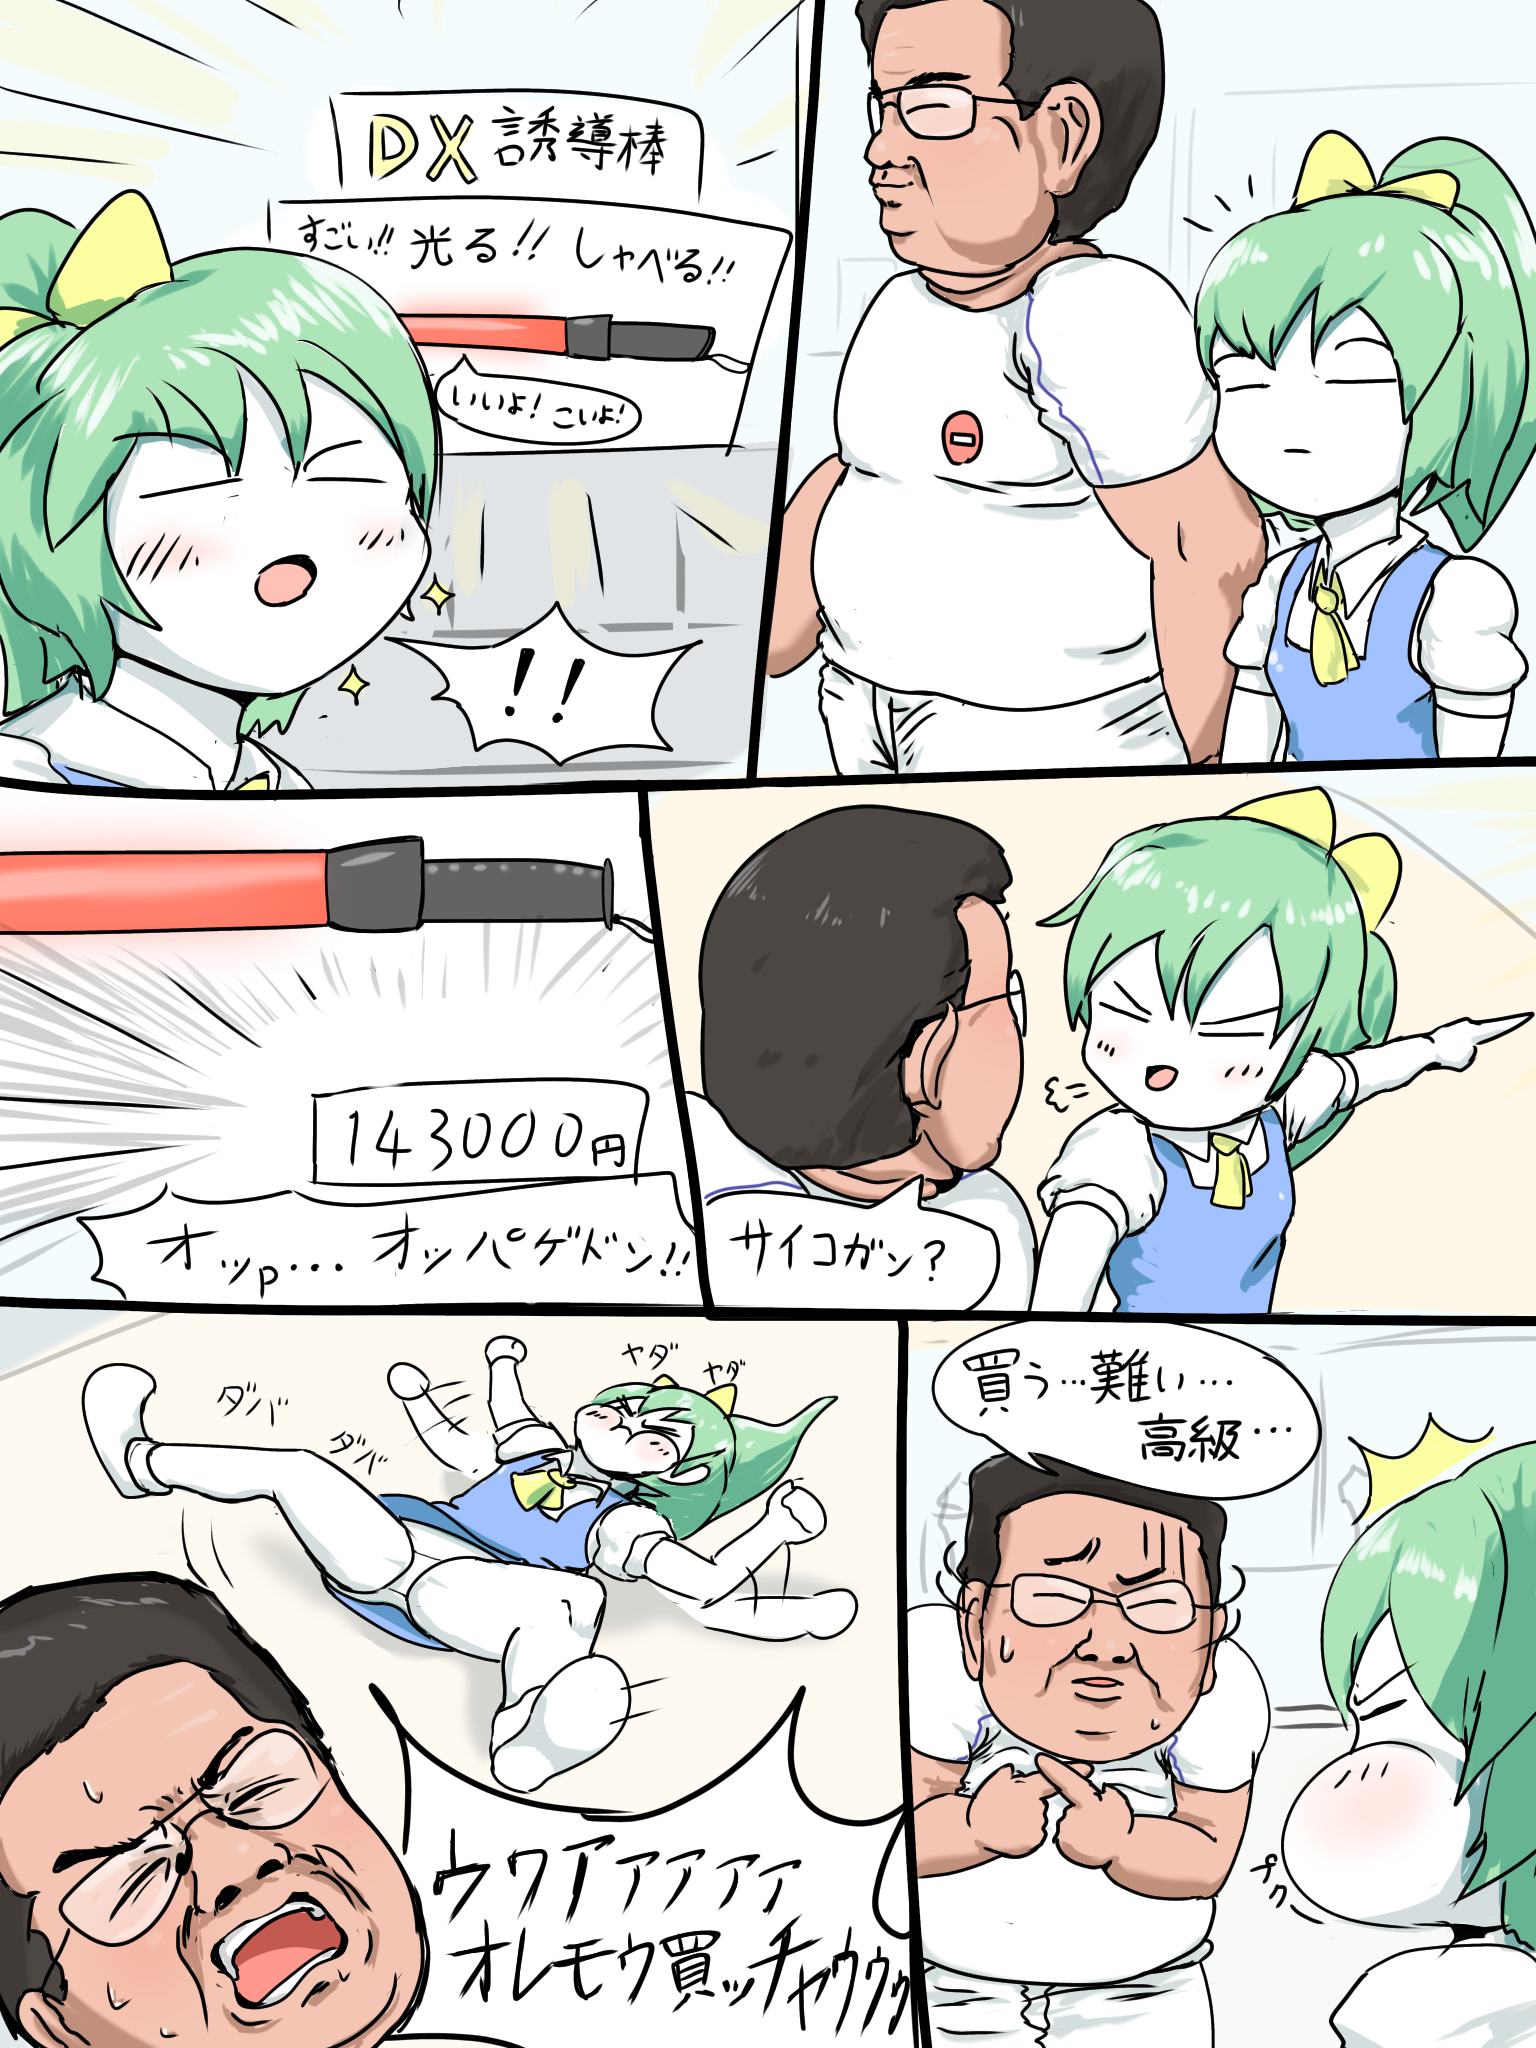 DX 誘導棒
すごい!! 光る!! しゃべる!!
いいよ! こいよ!
!!
サイコガン?
143000円
オッp… オッパゲドン!!
買う…難い…
高級…
プクー
ヤダ
ヤダ
ダバ
ダバ
ウワアアアアア
オレモウ買ッチャウウウ